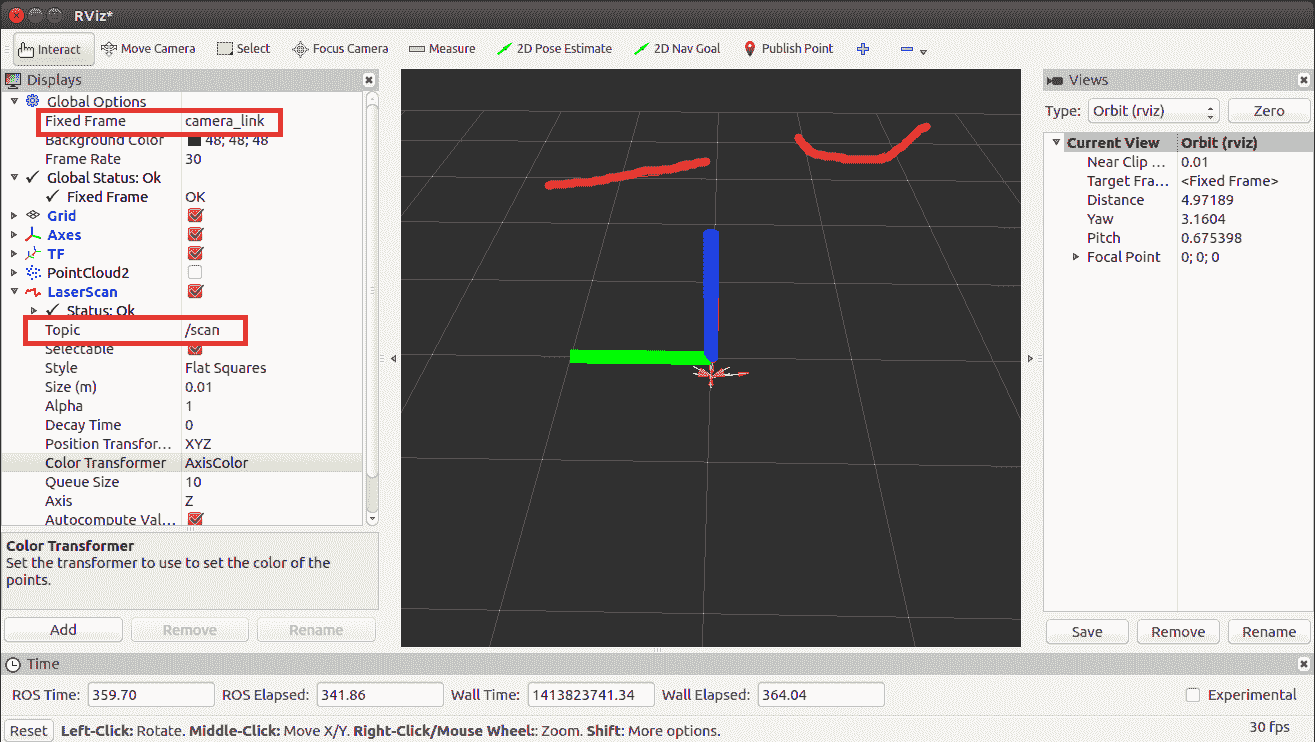 RViz*
Interact Move Camera Select Focus Camera Measure 2D Pose Estimate 2D Nav Goal Publish Point
Displays
Global Options
Fixed Frame camera_link
Background Color 48; 48; 48
Frame Rate 30
Global Status: Ok
Fixed Frame OK
Grid
Axes
TF
PointCloud2
LaserScan
Status: Ok
Topic /scan
Selectable
Style Flat Squares
Size (m) 0.01
Alpha 1
Decay Time 0
Position Transfor... XYZ
Color Transformer AxisColor
Queue Size 10
Axis Z
Autocompute Val...
Color Transformer
Set the transformer to use to set the color of the
points.
Add Remove Rename
Views
Type: Orbit (rviz) Zero
Current View Orbit (rviz)
Near Clip ... 0.01
Target Fra... <Fixed Frame>
Distance 4.97189
Yaw 3.1604
Pitch 0.675398
Focal Point 0; 0; 0
Save Remove Rename
Time
ROS Time: 359.70 ROS Elapsed: 341.86 Wall Time: 1413823741.34 Wall Elapsed: 364.04 Experimental
Reset Left-Click: Rotate. Middle-Click: Move X/Y. Right-Click/Mouse Wheel:: Zoom. Shift: More options. 30 fps